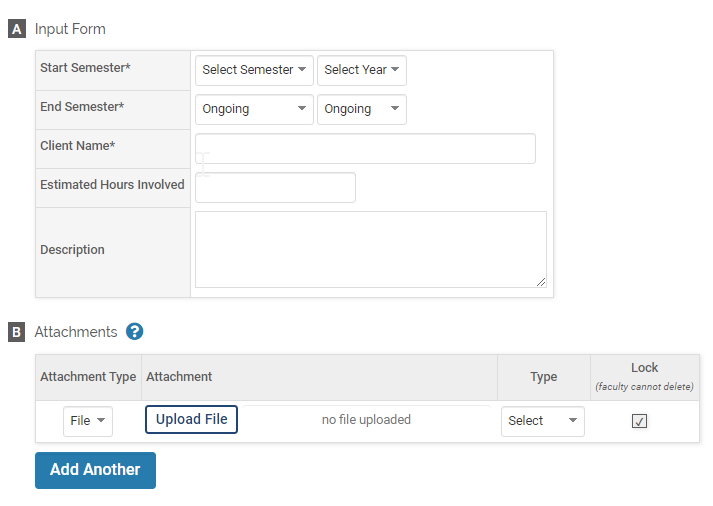 A Input Form
Start Semester* Select Semester Select Year
End Semester* Ongoing Ongoing
Client Name*
Estimated Hours Involved
Description
B Attachments ?
Attachment Type Attachment Type Lock
(faculty cannot delete)
File Upload File no file uploaded Select
Add Another